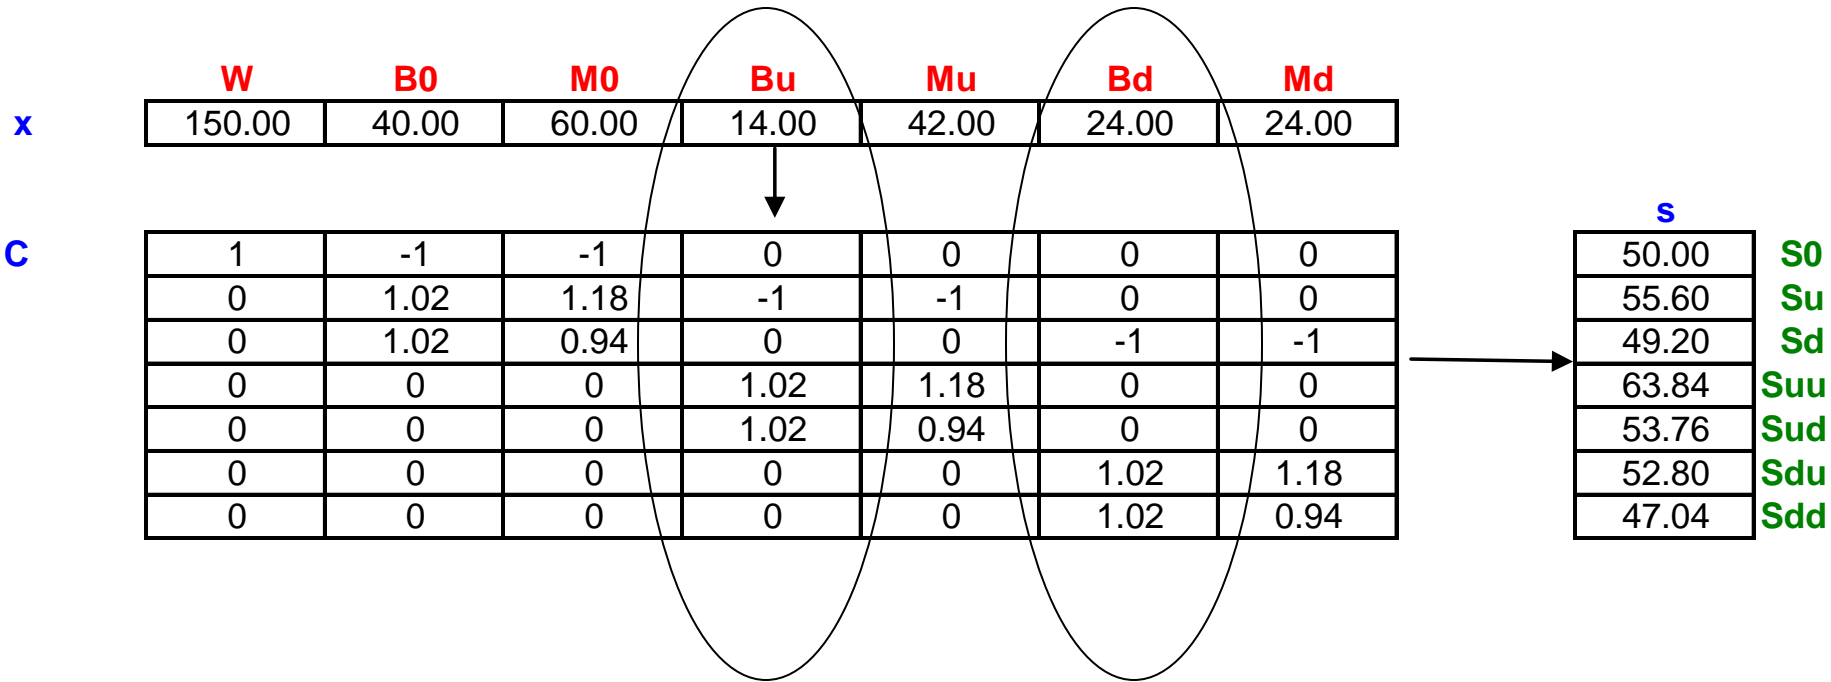 W B0 M0 Bu Mu Bd Md
x 150.00 40.00 60.00 14.00 42.00 24.00 24.00
s
C 1 -1 -1 0 0 0 0 50.00 S0
0 1.02 1.18 -1 -1 0 0 55.60 Su
0 1.02 0.94 0 0 -1 -1 49.20 Sd
0 0 0 1.02 1.18 0 0 63.84 Suu
0 0 0 1.02 0.94 0 0 53.76 Sud
0 0 0 0 0 1.02 1.18 52.80 Sdu
0 0 0 0 0 1.02 0.94 47.04 Sdd